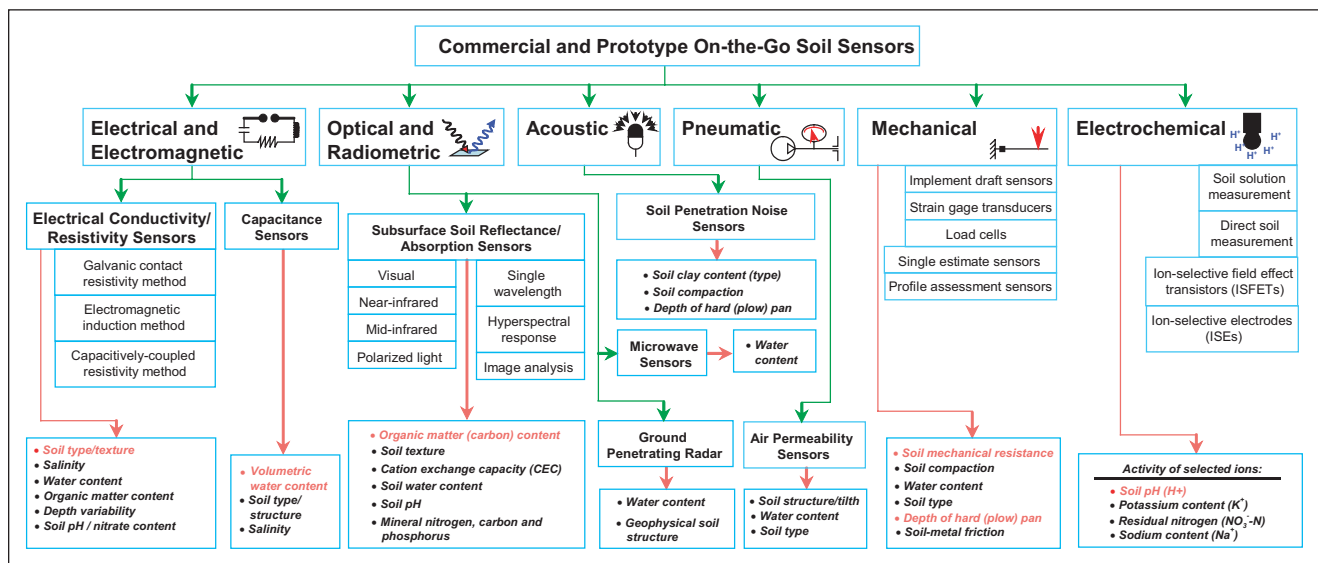 Commercial and Prototype On-the-Go Soil Sensors
Electrical and
Electromagnetic
Optical and
Radiometric
Acoustic
Pneumatic
Mechanical
Electrochemical
H+
H+
H+
H+
H+
Electrical Conductivity/
Resistivity Sensors
Galvanic contact
resistivity method
Electromagnetic
induction method
Capacitively-coupled
resistivity method
• Soil type/texture
• Salinity
• Water content
• Organic matter content
• Depth variability
• Soil pH / nitrate content
Capacitance
Sensors
• Volumetric
water content
• Soil type/
structure
• Salinity
Subsurface Soil Reflectance/
Absorption Sensors
Visual
Near-infrared
Mid-infrared
Polarized light
Single
wavelength
Hyperspectral
response
Image analysis
• Organic matter (carbon) content
• Soil texture
• Cation exchange capacity (CEC)
• Soil water content
• Soil pH
• Mineral nitrogen, carbon and
phosphorus
Soil Penetration Noise
Sensors
• Soil clay content (type)
• Soil compaction
• Depth of hard (plow) pan
Microwave
Sensors
• Water
content
Ground
Penetrating Radar
• Water content
• Geophysical soil
structure
Air Permeability
Sensors
• Soil structure/tilth
• Water content
• Soil type
Implement draft sensors
Strain gage transducers
Load cells
Single estimate sensors
Profile assessment sensors
• Soil mechanical resistance
• Soil compaction
• Water content
• Soil type
• Depth of hard (plow) pan
• Soil-metal friction
Soil solution
measurement
Direct soil
measurement
Ion-selective field effect
transistors (ISFETs)
Ion-selective electrodes
(ISEs)
Activity of selected ions:
• Soil pH (H+)
• Potassium content (K+)
• Residual nitrogen (NO3--N)
• Sodium content (Na+)